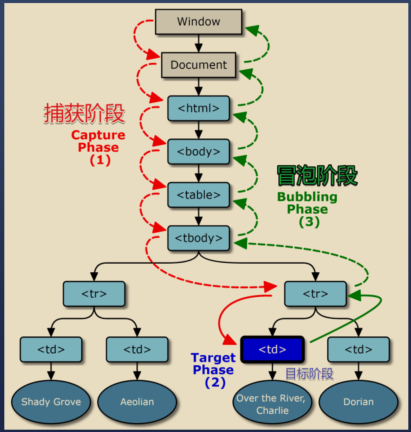 Window
Document
捕获阶段
Capture
Phase
(1)
<html>
<body>
冒泡阶段
Bubbling
Phase
(3)
<table>
<tbody>
<tr>
<tr>
<td>
<td>
Target
Phase
(2)
<td>
<td>
目标阶段
Shady Grove
Aeolian
Over the River,
Charlie
Dorian